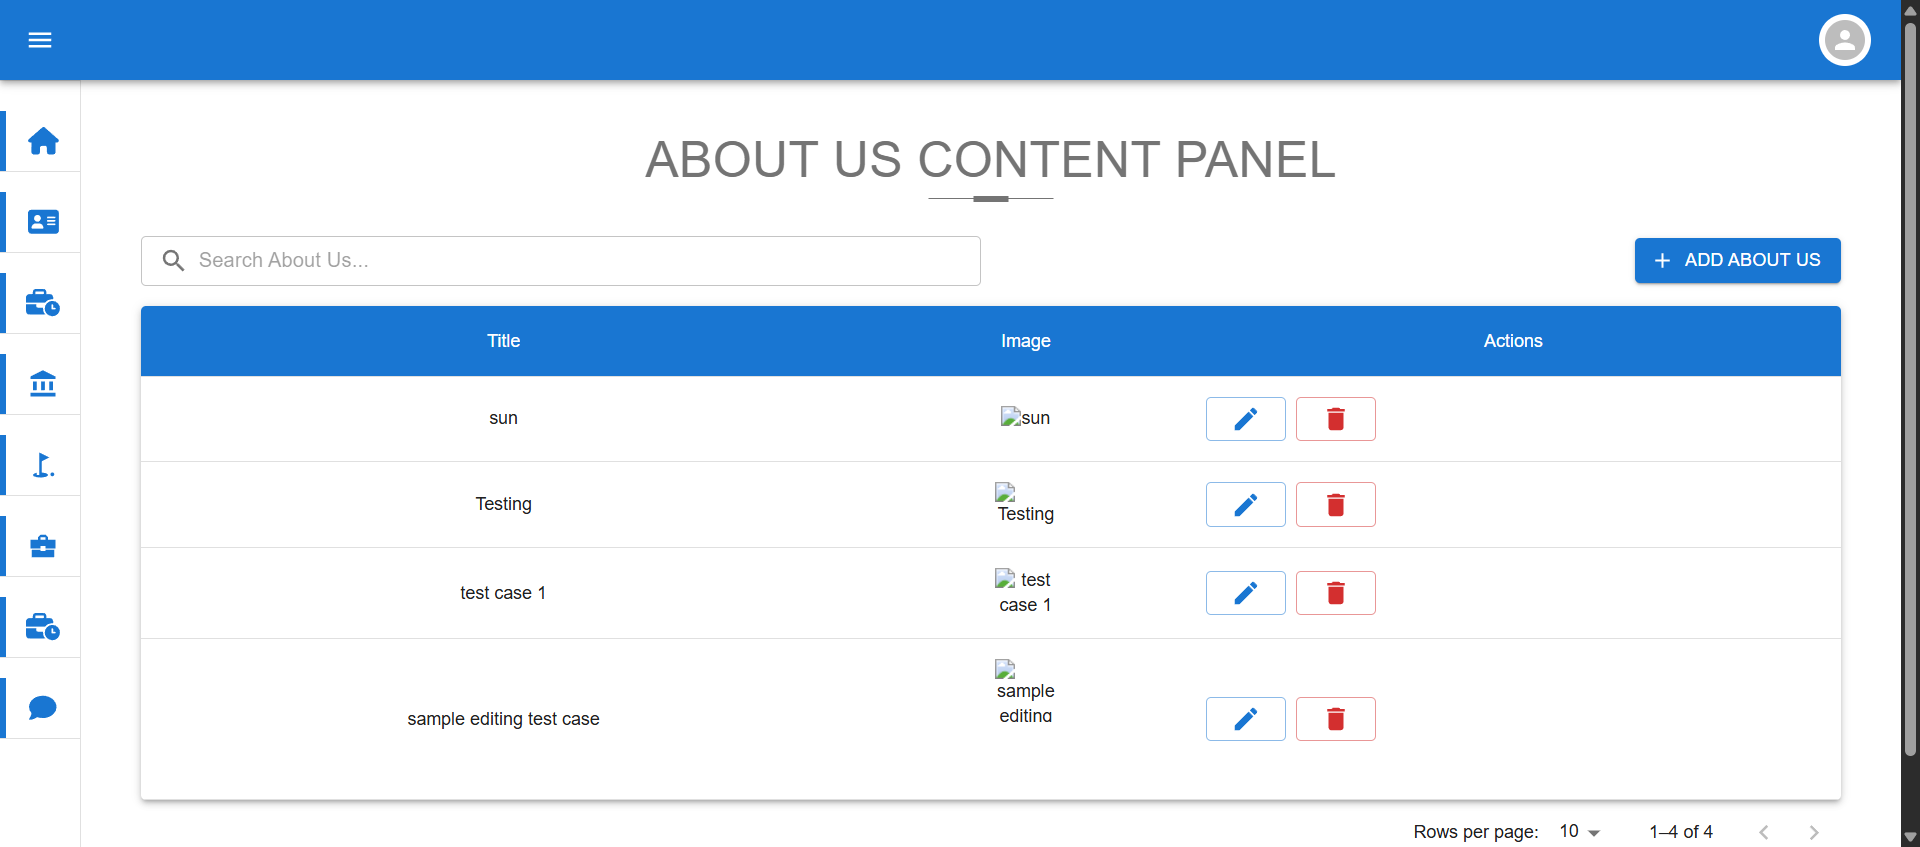 ABOUT US CONTENT PANEL
Search About Us...
ADD ABOUT US
Title Image Actions
sun sun
Testing Testing
test case 1 test
case 1
sample editing test case sample
editing
Rows per page: 10 1–4 of 4